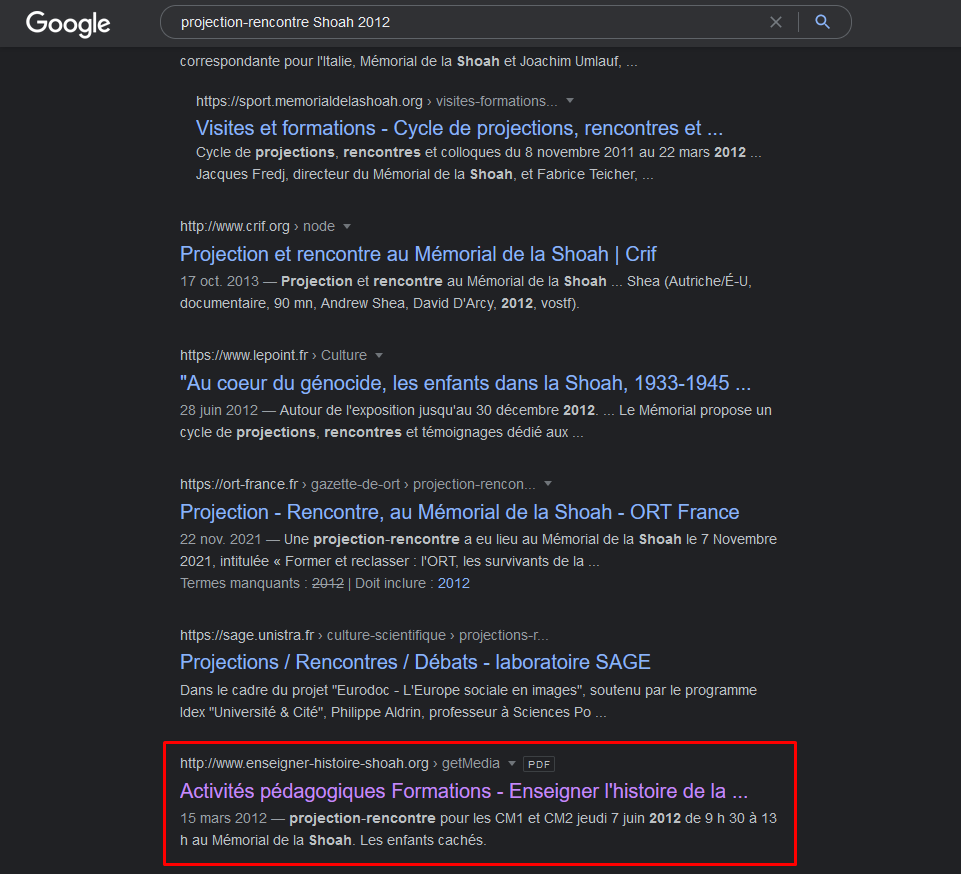 Google
projection-rencontre Shoah 2012
correspondante pour l'Italie, Mémorial de la Shoah et Joachim Umlauf, ...
https://sport.memorialdelashoah.org › visites-formations...
Visites et formations - Cycle de projections, rencontres et ...
Cycle de projections, rencontres et colloques du 8 novembre 2011 au 22 mars 2012 ...
Jacques Fredj, directeur du Mémorial de la Shoah, et Fabrice Teicher, ...
http://www.crif.org › node
Projection et rencontre au Mémorial de la Shoah | Crif
17 oct. 2013 — Projection et rencontre au Mémorial de la Shoah ... Shea (Autriche/É-U,
documentaire, 90 mn, Andrew Shea, David D'Arcy, 2012, vostf).
https://www.lepoint.fr › Culture
"Au coeur du génocide, les enfants dans la Shoah, 1933-1945 ...
28 juin 2012 — Autour de l'exposition jusqu'au 30 décembre 2012. ... Le Mémorial propose un
cycle de projections, rencontres et témoignages dédié aux ...
https://ort-france.fr › gazette-de-ort › projection-rencon...
Projection - Rencontre, au Mémorial de la Shoah - ORT France
22 nov. 2021 — Une projection-rencontre a eu lieu au Mémorial de la Shoah le 7 Novembre
2021, intitulée « Former et reclasser : l'ORT, les survivants de la ...
Termes manquants : 2012 | Doit inclure : 2012
https://sage.unistra.fr › culture-scientifique › projections-r...
Projections / Rencontres / Débats - laboratoire SAGE
Dans le cadre du projet "Eurodoc - L'Europe sociale en images", soutenu par le programme
Idex "Université & Cité", Philippe Aldrin, professeur à Sciences Po ...
http://www.enseigner-histoire-shoah.org › getMedia PDF
Activités pédagogiques Formations - Enseigner l'histoire de la ...
15 mars 2012 — projection-rencontre pour les CM1 et CM2 jeudi 7 juin 2012 de 9 h 30 à 13
h au Mémorial de la Shoah. Les enfants cachés.